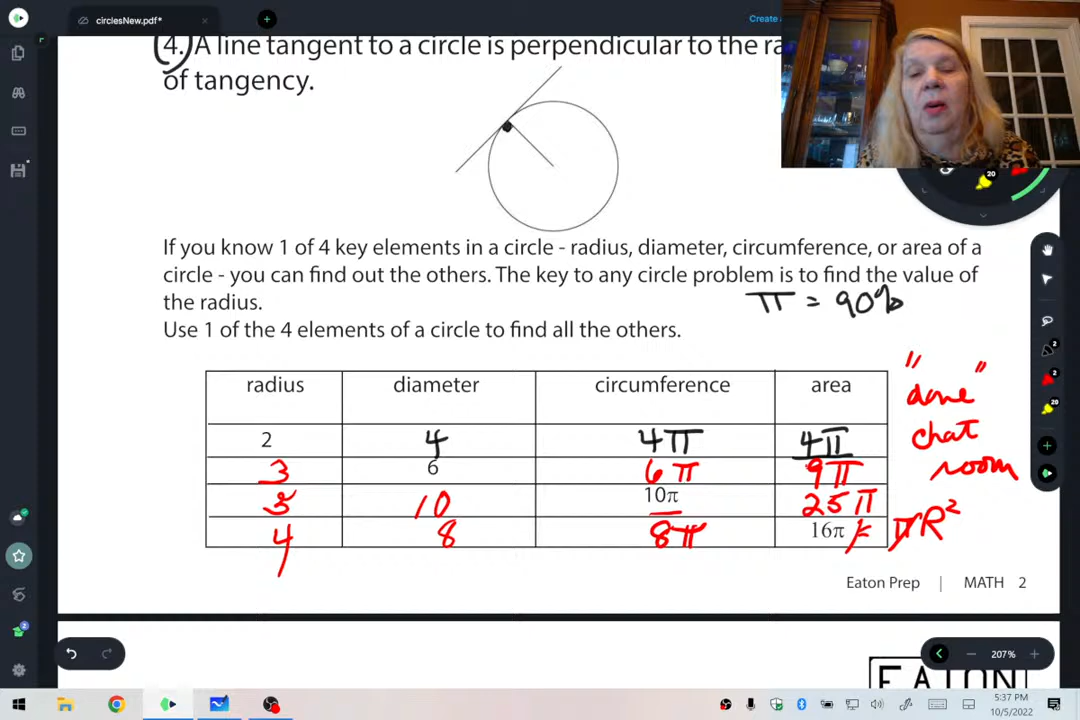 circlesNew.pdf*
Create a
4. A line tangent to a circle is perpendicular to the ra
of tangency.
If you know 1 of 4 key elements in a circle - radius, diameter, circumference, or area of a
circle - you can find out the others. The key to any circle problem is to find the value of
the radius.
π = 90%
Use 1 of the 4 elements of a circle to find all the others.
radius diameter circumference area
2 4 4π 4π
3 6 6π 9π
5 10 10π 25π
4 8 8π 16π = πR²
"done"
chat
room
Eaton Prep | MATH 2
EATON
207%
20
2
2
20
2
5:37 PM
10/5/2022